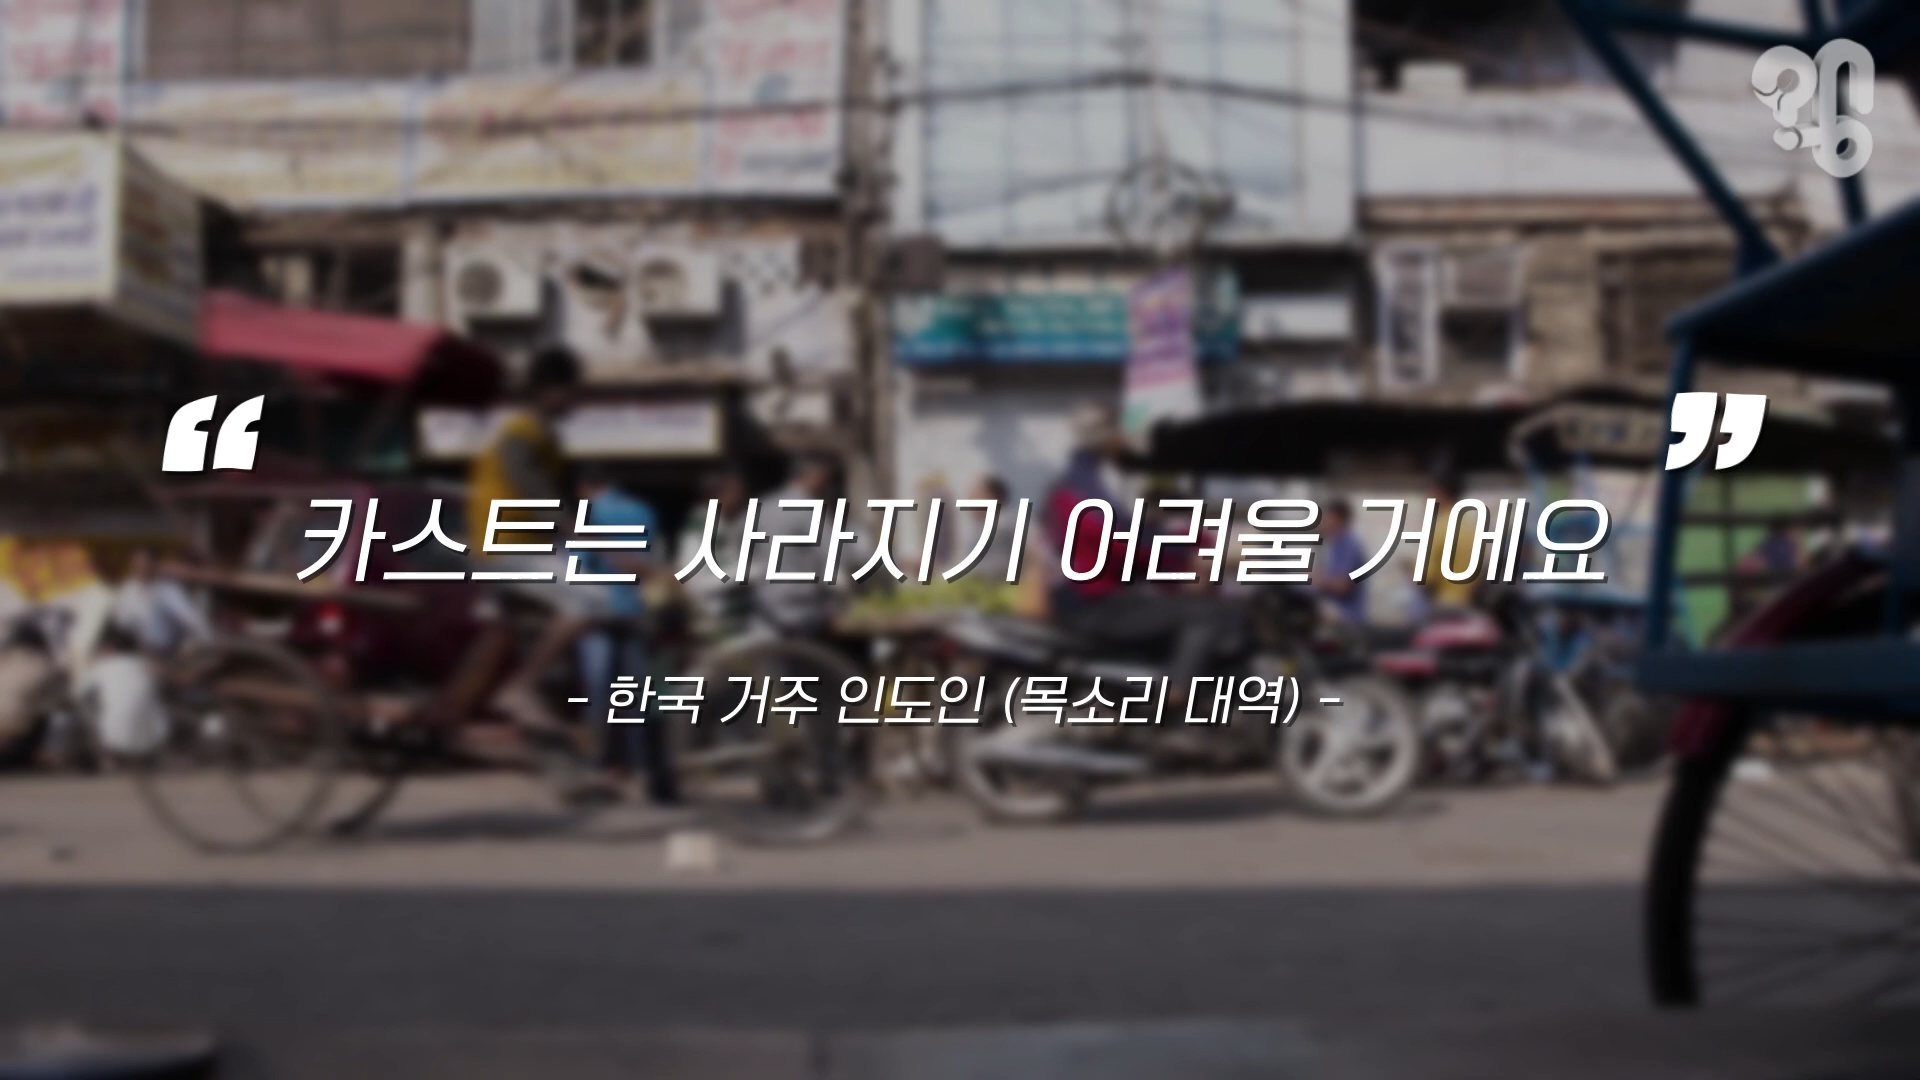 “카스트는 사라지기 어려울 거에요”
- 한국 거주 인도인 (목소리 대역) -